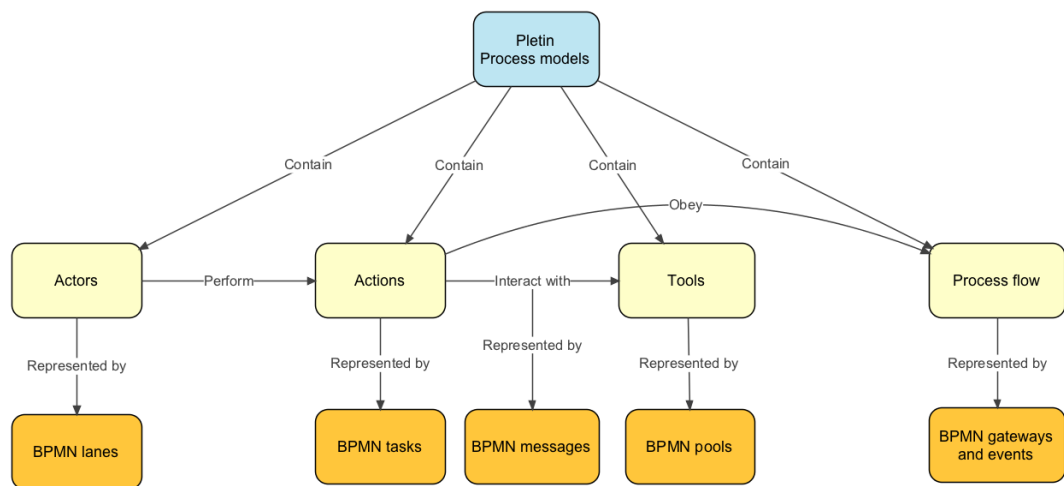 Pletin
Process models
Contain
Contain
Contain
Contain
Obey
Actors
Perform
Actions
Interact with
Tools
Process flow
Represented by
Represented by
Represented by
Represented by
Represented by
BPMN lanes
BPMN tasks
BPMN messages
BPMN pools
BPMN gateways
and events